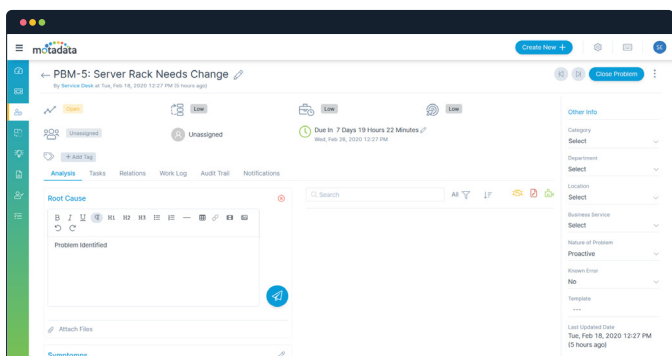 motadata
Create New +
16
← PBM-5: Server Rack Needs Change
By Service Desk at Tue, Feb 18, 2020 12:27 PM (5 hours ago)
Close Problem
Open
Low
Low
Low
Unassigned
Unassigned
Due In 7 Days 19 Hours 22 Minutes
Wed, Feb 26, 2020 12:27 PM
+ Add Tag
Analysis Tasks Relations Work Log Audit Trail Notifications
Root Cause
B I U ¶ H1 H2 H3
Problem Identified
Attach Files
Symptomes
Search
All
Other Info
Category
Select
Department
Select
Location
Select
Business Service
Select
Nature of Problem
Proactive
Known Error
No
Template
---
Last Updated Date
Tue, Feb 18, 2020 12:27 PM
(5 hours ago)